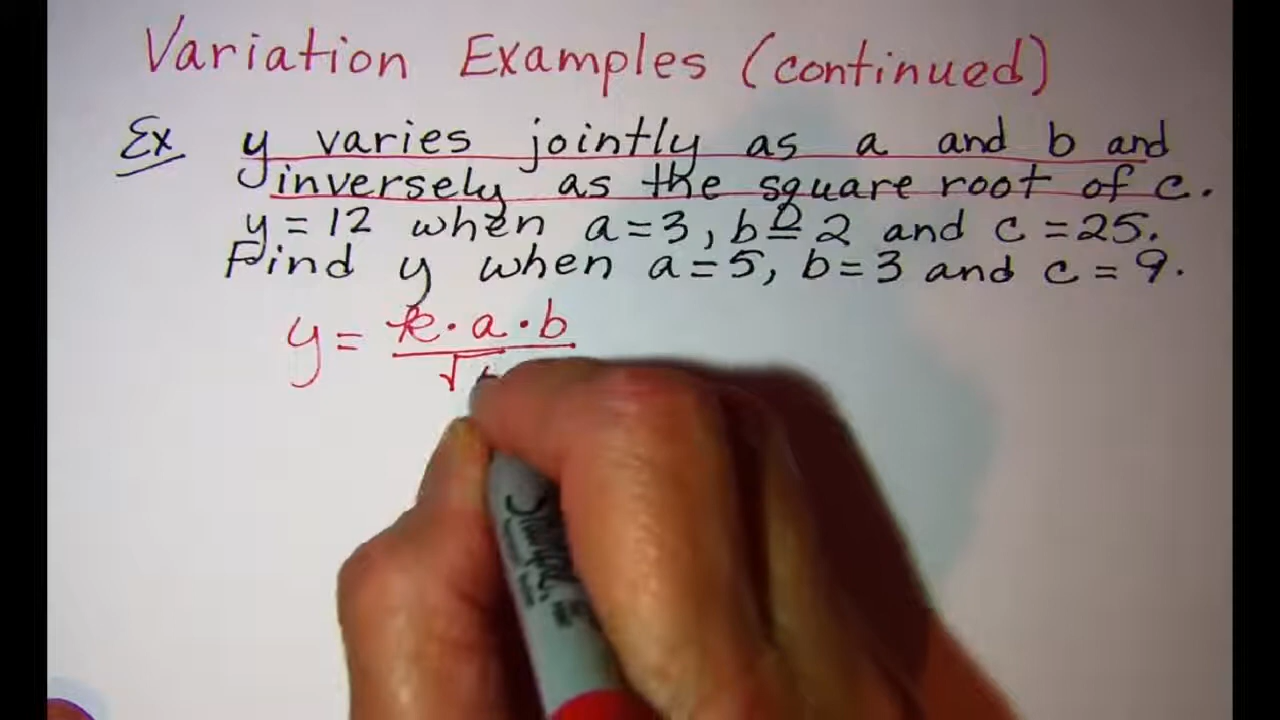 Variation Examples (continued)
Ex y varies jointly as a and b and
inversely as the square root of c.
y = 12 when a = 3, b = 2 and c = 25.
Find y when a = 5, b = 3 and c = 9.
y = k · a · b
√
Sharpie